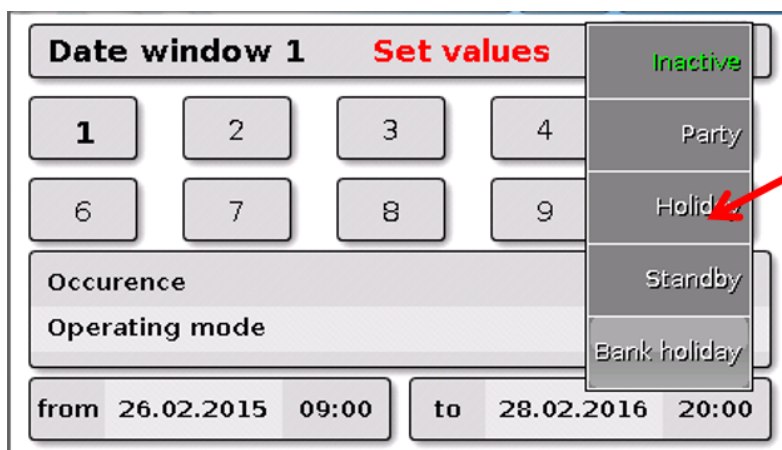 Date window 1 Set values
Inactive
1 2 3 4
Party
6 7 8 9
Holiday
Occurence
Standby
Operating mode
Bank holiday
from 26.02.2015 09:00 to 28.02.2016 20:00